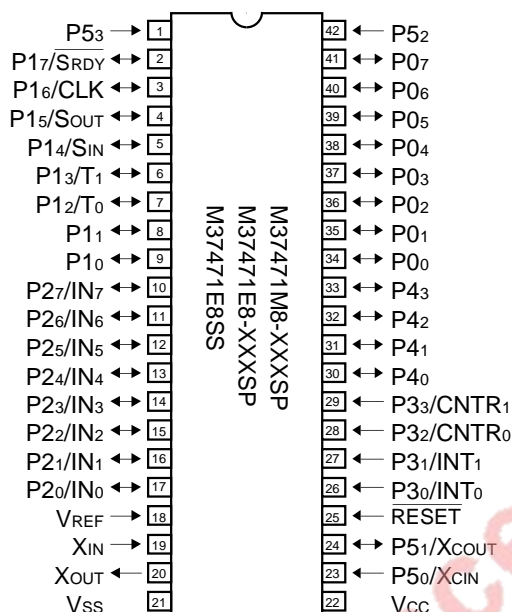 P53 1 42 P52
P17/SRDY 2 41 P07
P16/CLK 3 40 P06
P15/SOUT 4 39 P05
P14/SIN 5 38 P04
P13/T1 6 37 P03
P12/T0 7 36 P02
P11 8 35 P01
P10 9 34 P00
P27/IN7 10 33 P43
P26/IN6 11 32 P42
P25/IN5 12 31 P41
P24/IN4 13 30 P40
P23/IN3 14 29 P33/CNTR1
P22/IN2 15 28 P32/CNTR0
P21/IN1 16 27 P31/INT1
P20/IN0 17 26 P30/INT0
VREF 18 25 RESET
XIN 19 24 P51/XCOUT
XOUT 20 23 P50/XCIN
VSS 21 22 VCC
M37471M8-XXXSP
M37471E8-XXXSP
M37471E8SS